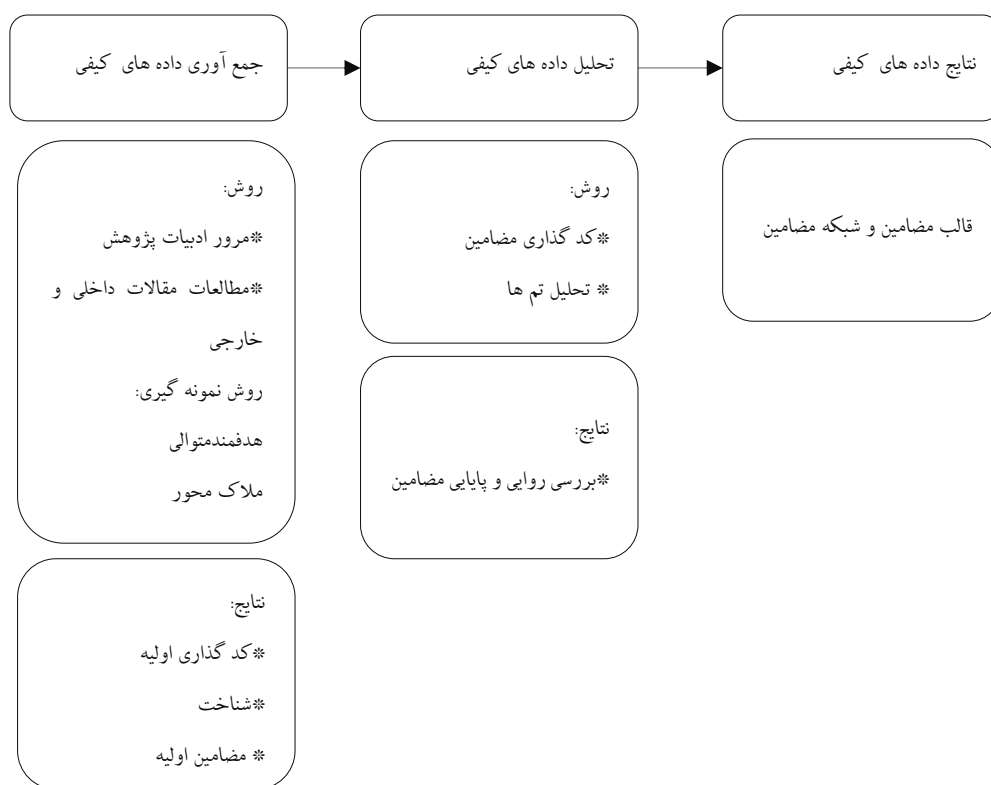 جمع آوری داده های کیفی
تحلیل داده های کیفی
نتایج داده های کیفی
روش:
*مرور ادبیات پژوهش
*مطالعات مقالات داخلی و
خارجی
روش نمونه گیری:
هدفمندمتوالی
ملاک محور
نتایج:
*کد گذاری اولیه
*شناخت
* مضامین اولیه
روش:
*کد گذاری مضامین
* تحلیل تم ها
نتایج:
*بررسی روایی و پایایی مضامین
قالب مضامین و شبکه مضامین